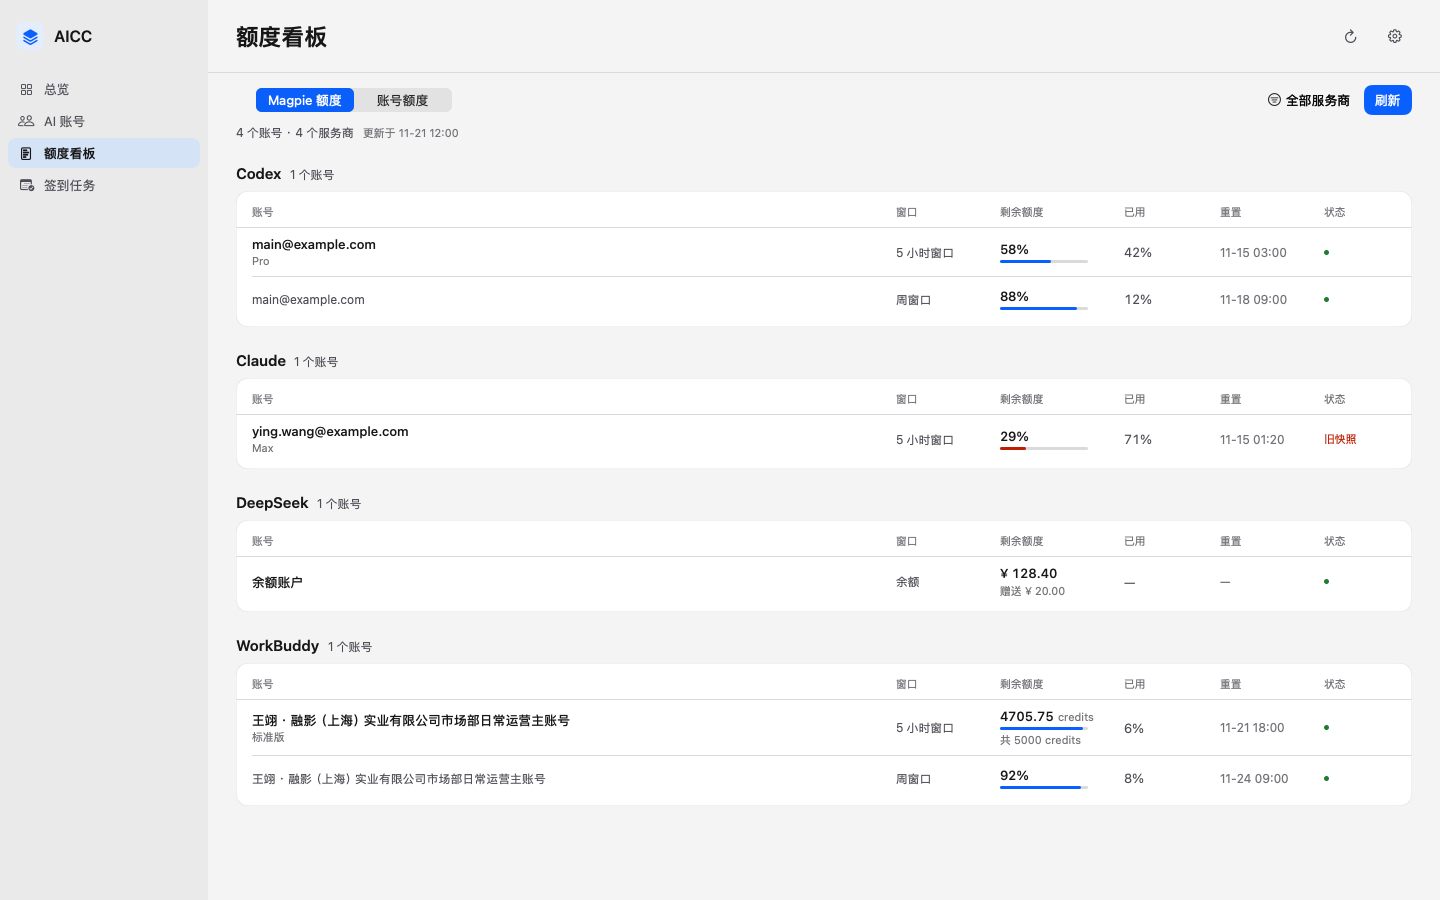 AICC
额度看板
总览
AI 账号
额度看板
签到任务
Magpie 额度 账号额度 全部服务商 刷新
4 个账号 · 4 个服务商 更新于 11-21 12:00
Codex 1 个账号
账号 窗口 剩余额度 已用 重置 状态
main@example.com
Pro
5 小时窗口 58% 42% 11-15 03:00
main@example.com 周窗口 88% 12% 11-18 09:00
Claude 1 个账号
账号 窗口 剩余额度 已用 重置 状态
ying.wang@example.com
Max
5 小时窗口 29% 71% 11-15 01:20 旧快照
DeepSeek 1 个账号
账号 窗口 剩余额度 已用 重置 状态
余额账户 余额 ¥ 128.40 — —
赠送 ¥ 20.00
WorkBuddy 1 个账号
账号 窗口 剩余额度 已用 重置 状态
王翊 · 融影（上海）实业有限公司市场部日常运营主账号
标准版
5 小时窗口 4705.75 credits 6% 11-21 18:00
共 5000 credits
王翊 · 融影（上海）实业有限公司市场部日常运营主账号 周窗口 92% 8% 11-24 09:00